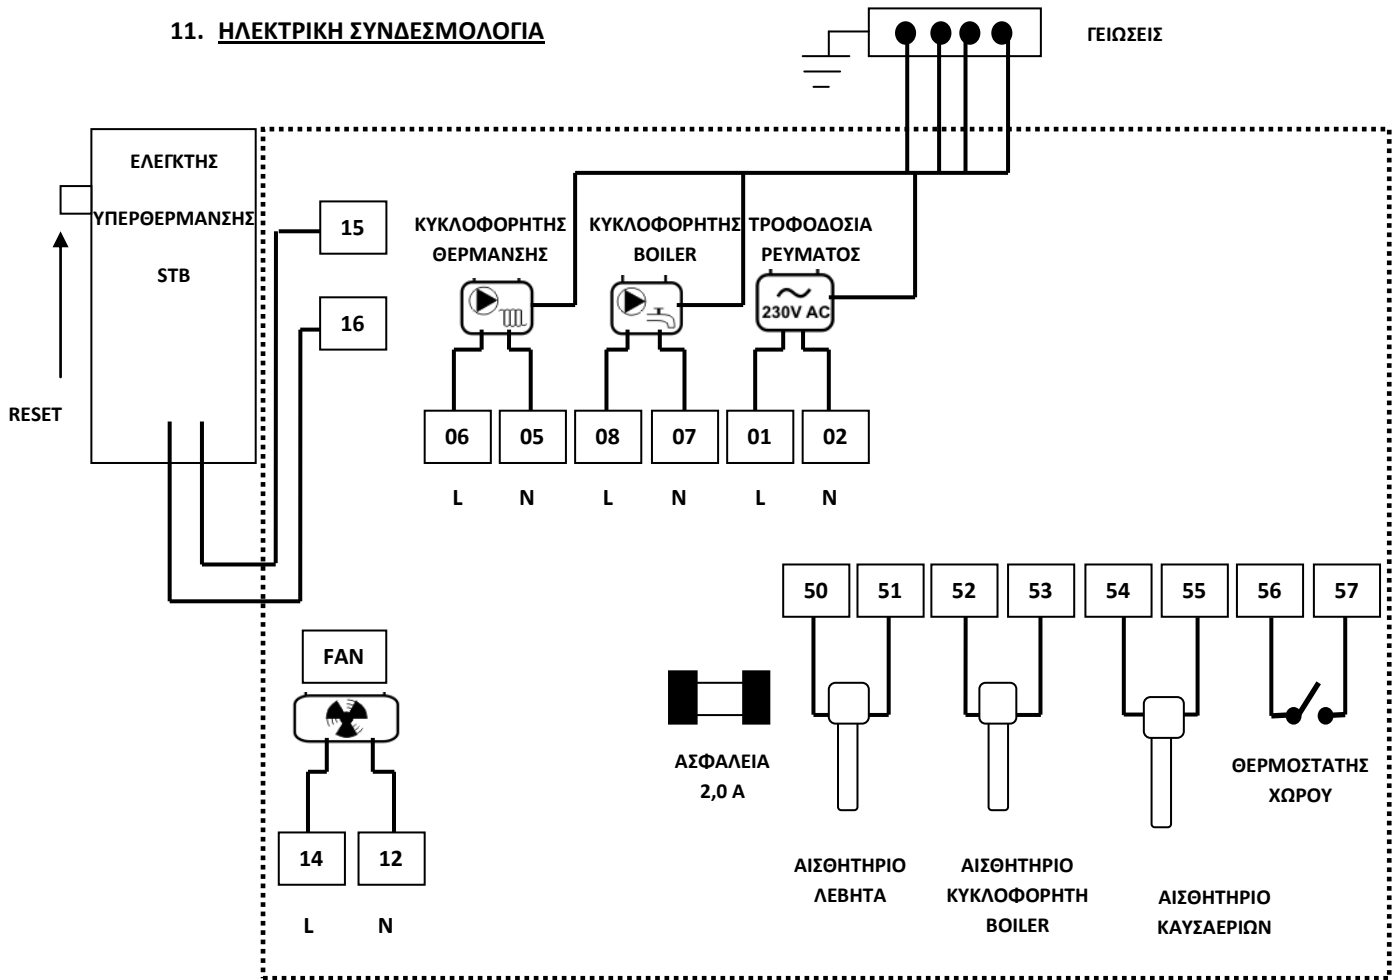 11. ΗΛΕΚΤΡΙΚΗ ΣΥΝΔΕΣΜΟΛΟΓΙΑ
ΓΕΙΩΣΕΙΣ
ΕΛΕΓΚΤΗΣ
ΥΠΕΡΘΕΡΜΑΝΣΗΣ
STB
RESET
15
16
ΚΥΚΛΟΦΟΡΗΤΗΣ
ΘΕΡΜΑΝΣΗΣ
ΚΥΚΛΟΦΟΡΗΤΗΣ
BOILER
ΤΡΟΦΟΔΟΣΙΑ
ΡΕΥΜΑΤΟΣ
230V AC
06 05 08 07 01 02
L N L N L N
50 51 52 53 54 55 56 57
FAN
14 12
L N
ΑΣΦΑΛΕΙΑ
2,0 Α
ΑΙΣΘΗΤΗΡΙΟ
ΛΕΒΗΤΑ
ΑΙΣΘΗΤΗΡΙΟ
ΚΥΚΛΟΦΟΡΗΤΗ
BOILER
ΑΙΣΘΗΤΗΡΙΟ
ΚΑΥΣΑΕΡΙΩΝ
ΘΕΡΜΟΣΤΑΤΗΣ
ΧΩΡΟΥ